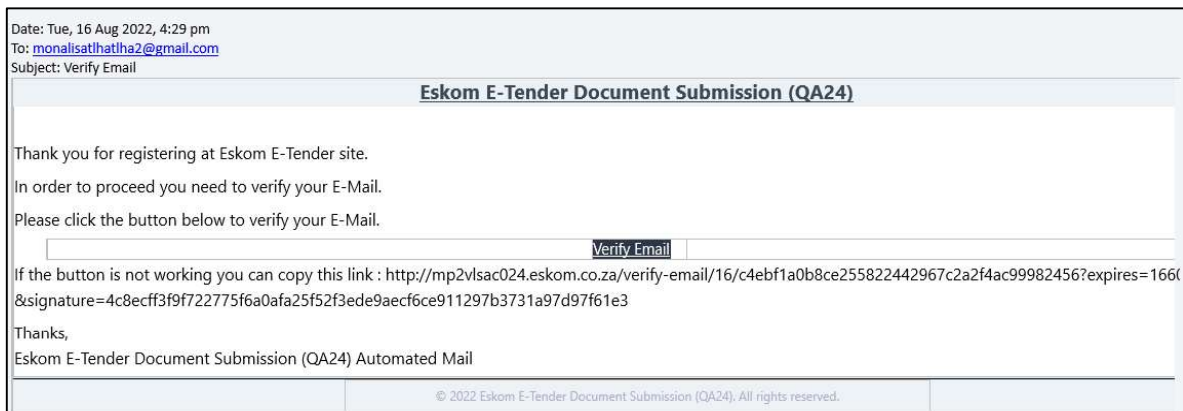 Date: Tue, 16 Aug 2022, 4:29 pm
To: monalisatlhatlha2@gmail.com
Subject: Verify Email
Eskom E-Tender Document Submission (QA24)
Thank you for registering at Eskom E-Tender site.
In order to proceed you need to verify your E-Mail.
Please click the button below to verify your E-Mail.
Verify Email
If the button is not working you can copy this link : http://mp2vlsac024.eskom.co.za/verify-email/16/c4ebf1a0b8ce255822442967c2a2f4ac99982456?expires=1660
&signature=4c8ecff3f9f722775f6a0afa25f52f3ede9aecf6ce911297b3731a97d97f61e3
Thanks,
Eskom E-Tender Document Submission (QA24) Automated Mail
© 2022 Eskom E-Tender Document Submission (QA24). All rights reserved.